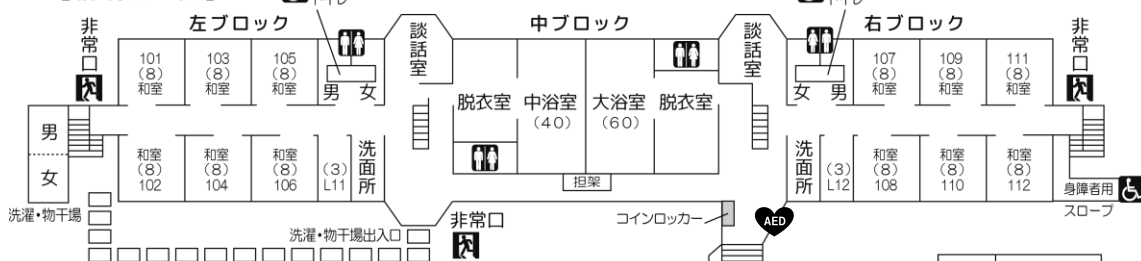 左ブロック
中ブロック
右ブロック
非常口
101
(8)
和室
103
(8)
和室
105
(8)
和室
男 女
談話室
脱衣室
中浴室
(40)
大浴室
(60)
脱衣室
談話室
女 男
107
(8)
和室
109
(8)
和室
111
(8)
和室
非常口
男
女
和室
(8)
102
和室
(8)
104
和室
(8)
106
(3)
L11
洗面所
担架
洗面所
(3)
L12
和室
(8)
108
和室
(8)
110
和室
(8)
112
身障者用
スロープ
洗濯・物干場
洗濯・物干場出入口
非常口
コインロッカー
AED